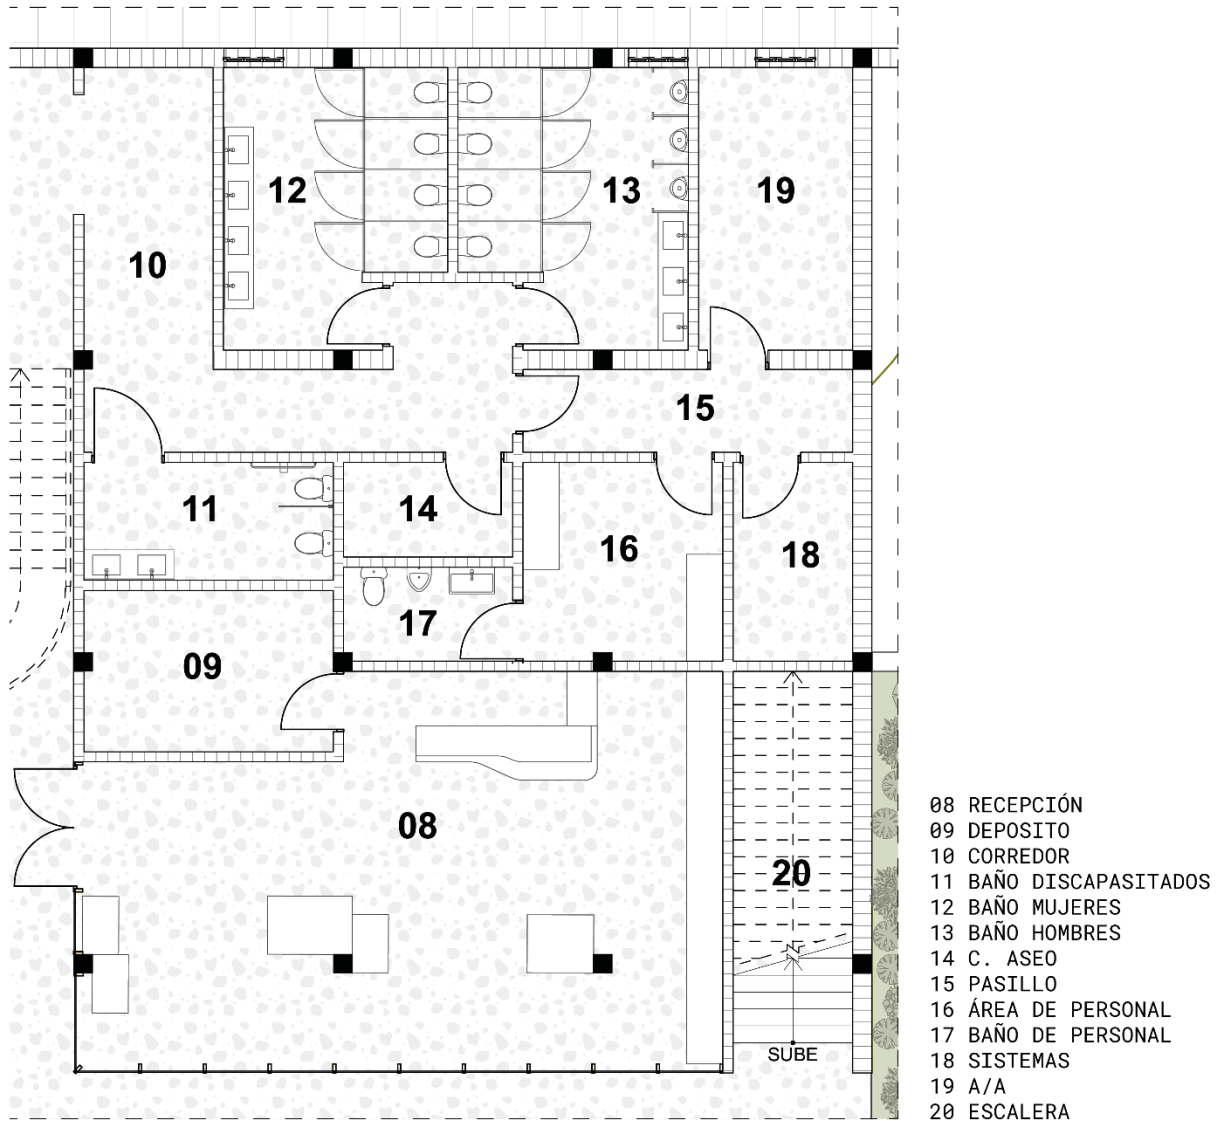 12
13
19
10
15
11
14
16
18
17
09
08
20
SUBE
08 RECEPCIÓN
09 DEPOSITO
10 CORREDOR
11 BAÑO DISCAPASITADOS
12 BAÑO MUJERES
13 BAÑO HOMBRES
14 C. ASEO
15 PASILLO
16 ÁREA DE PERSONAL
17 BAÑO DE PERSONAL
18 SISTEMAS
19 A/A
20 ESCALERA